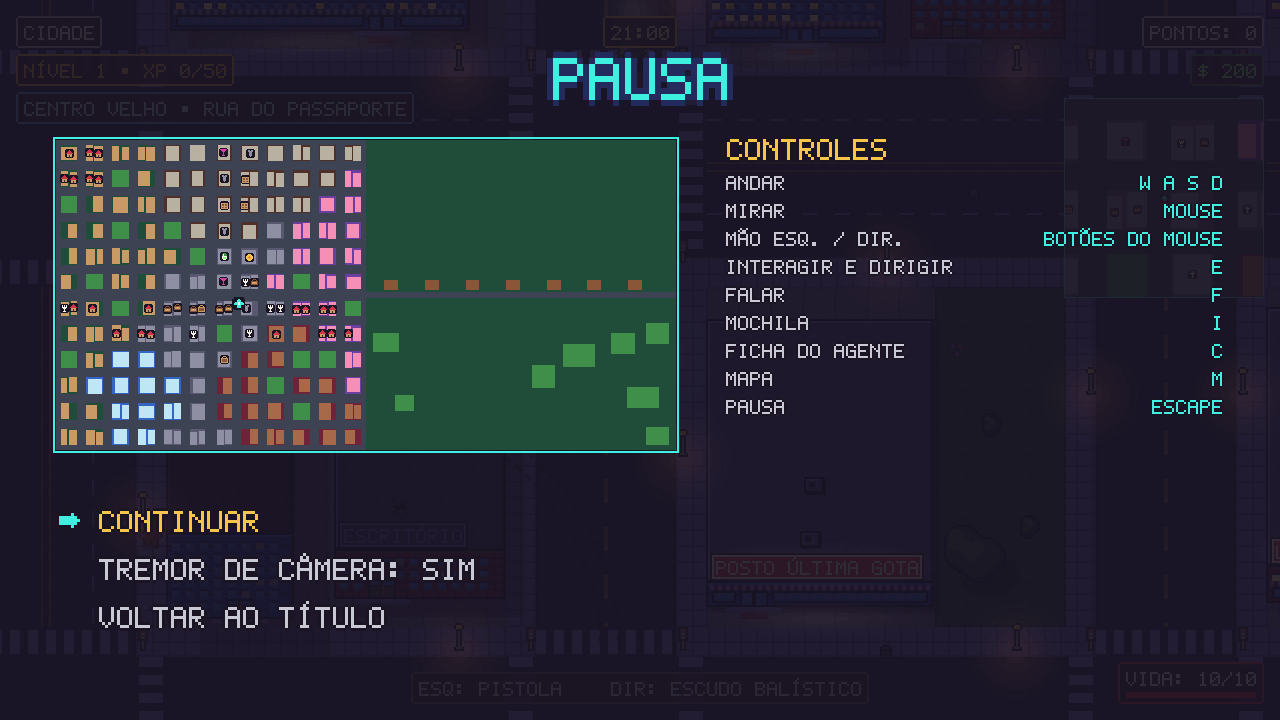 CIDADE
21:00
PONTOS: 0
NÍVEL 1 ▪ XP 0/50
$ 200
CENTRO VELHO ▪ RUA DO PASSAPORTE
PAUSA
CONTROLES
ANDAR W A S D
MIRAR MOUSE
MÃO ESQ. / DIR. BOTÕES DO MOUSE
INTERAGIR E DIRIGIR E
FALAR F
MOCHILA I
FICHA DO AGENTE C
MAPA M
PAUSA ESCAPE
CONTINUAR
TREMOR DE CÂMERA: SIM
VOLTAR AO TÍTULO
ESCRITÓRIO
POSTO ÚLTIMA GOTA
ESQ: PISTOLA DIR: ESCUDO BALÍSTICO
VIDA: 10/10